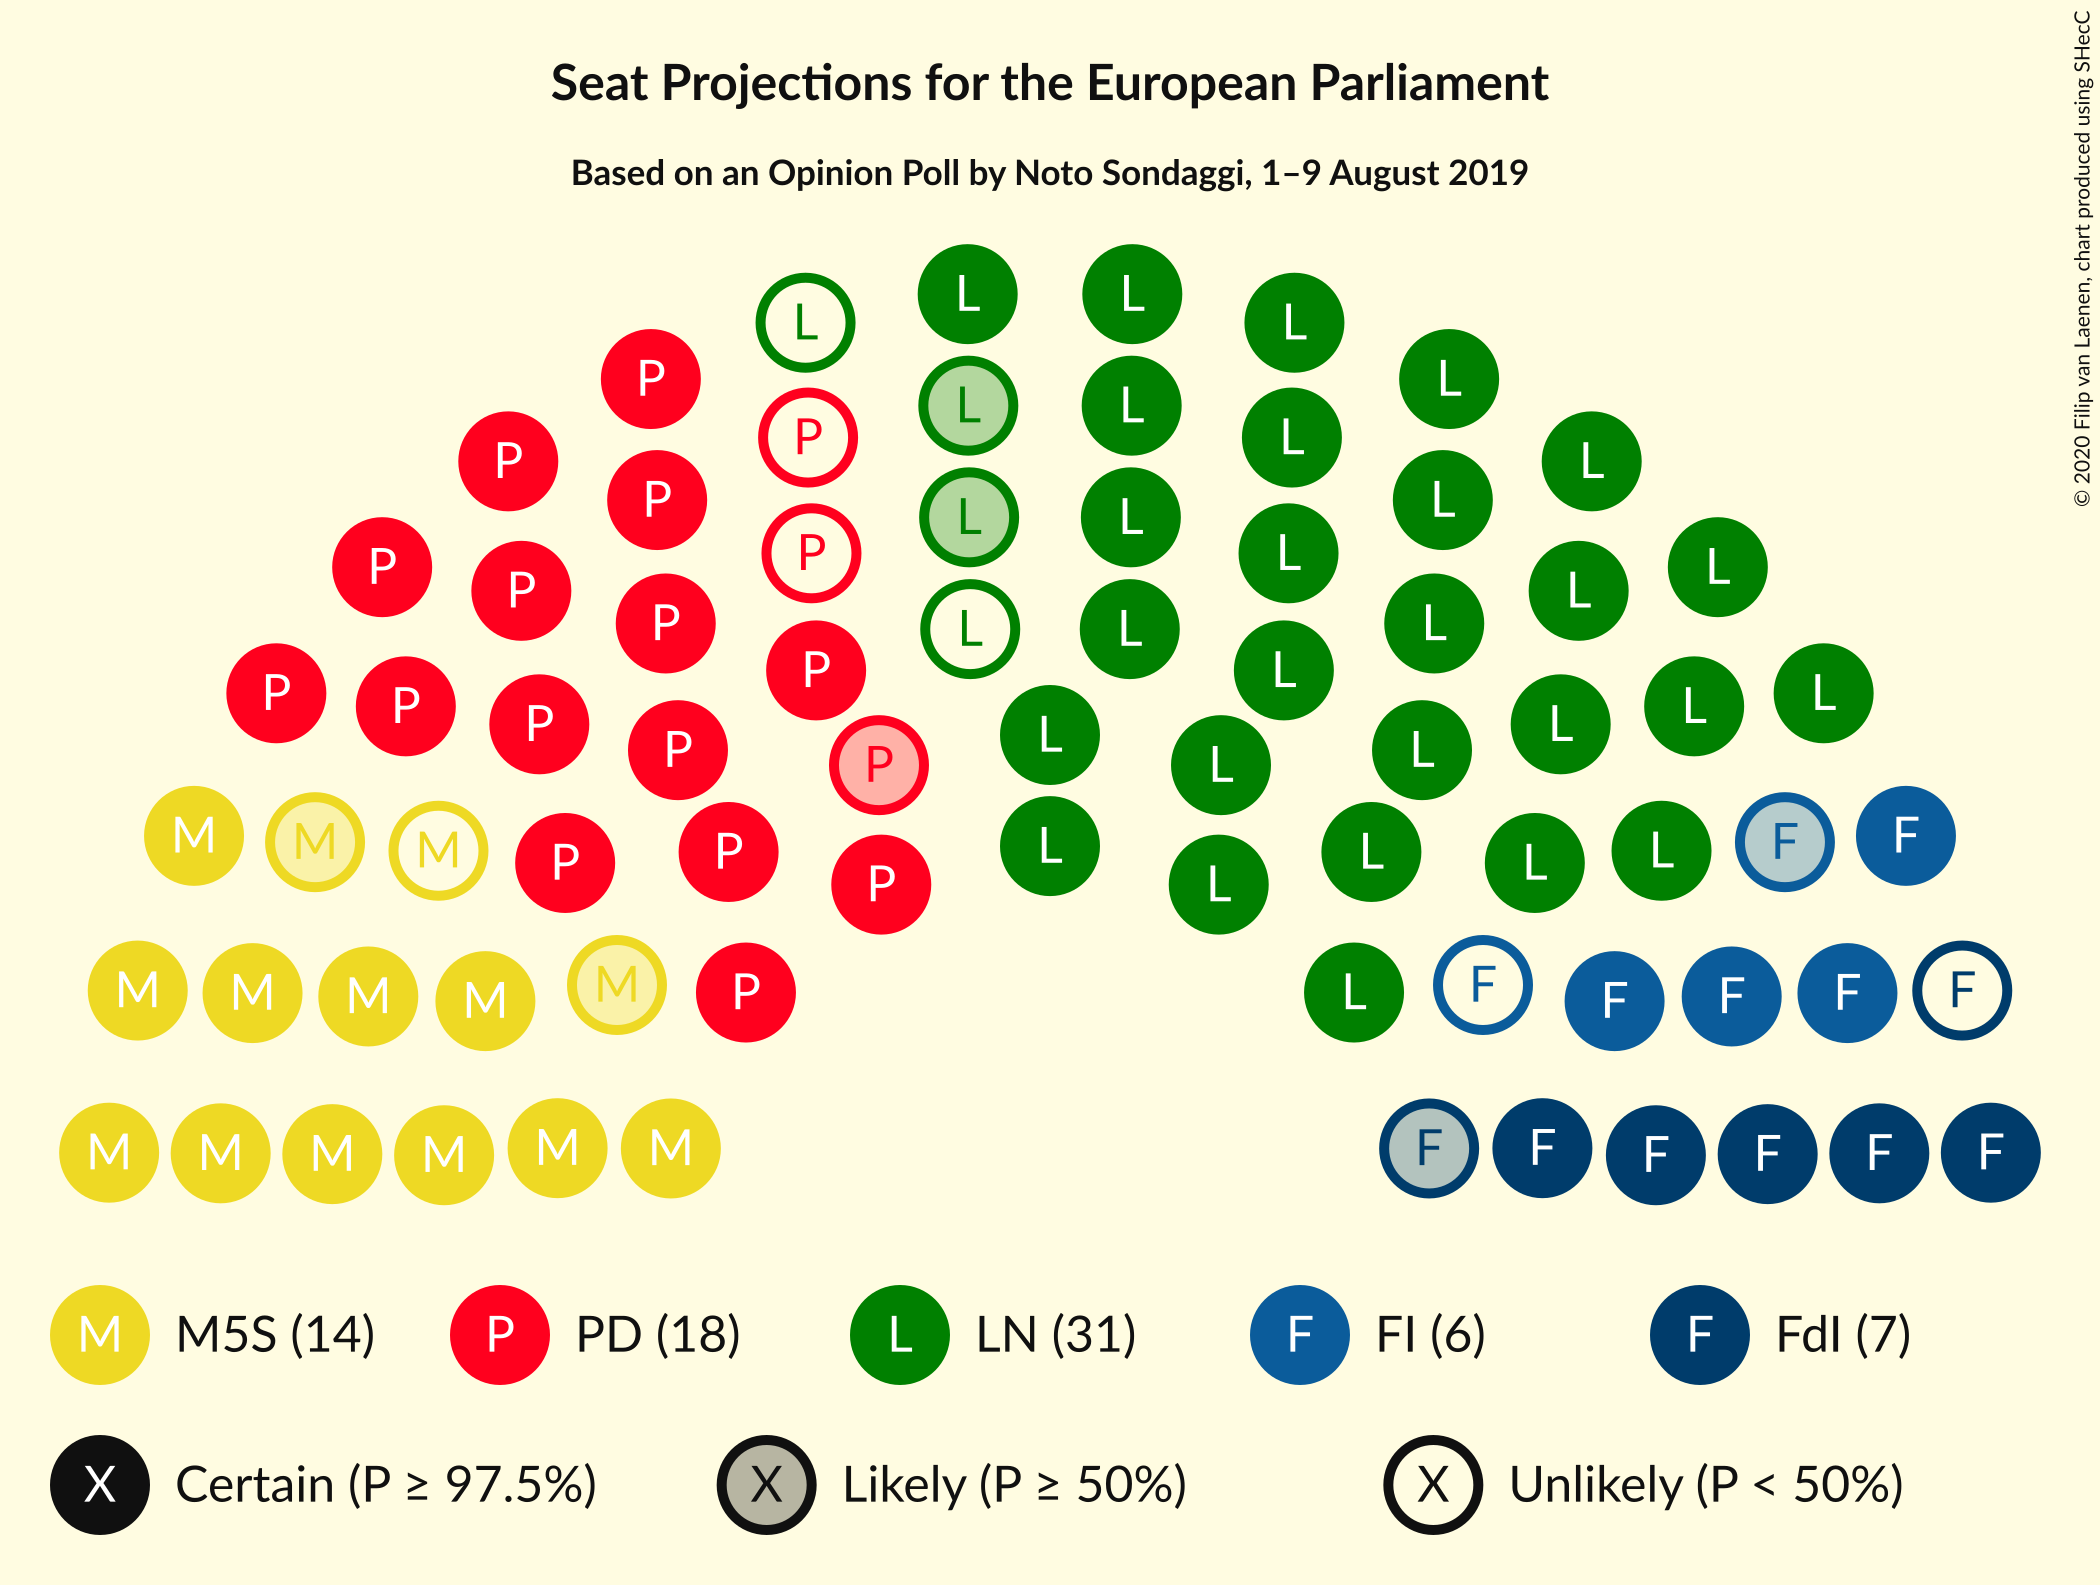 Seat Projections for the European Parliament
Based on an Opinion Poll by Noto Sondaggi, 1–9 August 2019
© 2020 Filip van Laenen, chart produced using SHecC
L L
L L
P L
L L
P L
P L
P L
P L
L L
P L
P L
P L
P L
L L
P L
P L
P L
P L
P L
P L
L
P L
M F
M F
M L
P L
P L
L
P L
M F
M F
M F
M F
M F
P L
M M M M M M F F F F F F
M M5S (14) P PD (18) L LN (31) F FI (6) F FdI (7)
X Certain (P ≥ 97.5%) X Likely (P ≥ 50%) X Unlikely (P < 50%)